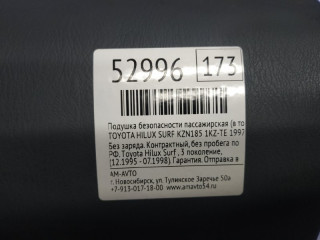 52996 173
Подушка безопасности пассажирская (в то
TOYOTA HILUX SURF KZN185 1KZ-TE 1997
Без заряда. Контрактный, без пробега по
РФ. Toyota Hilux Surf , 3 поколение,
(12.1995 - 07.1998). Гарантия. Отправка в
АМ-АВТО
г. Новосибирск, ул. Тулинское Заречье 50а
+7-913-017-18-00 www.amavto54.ru